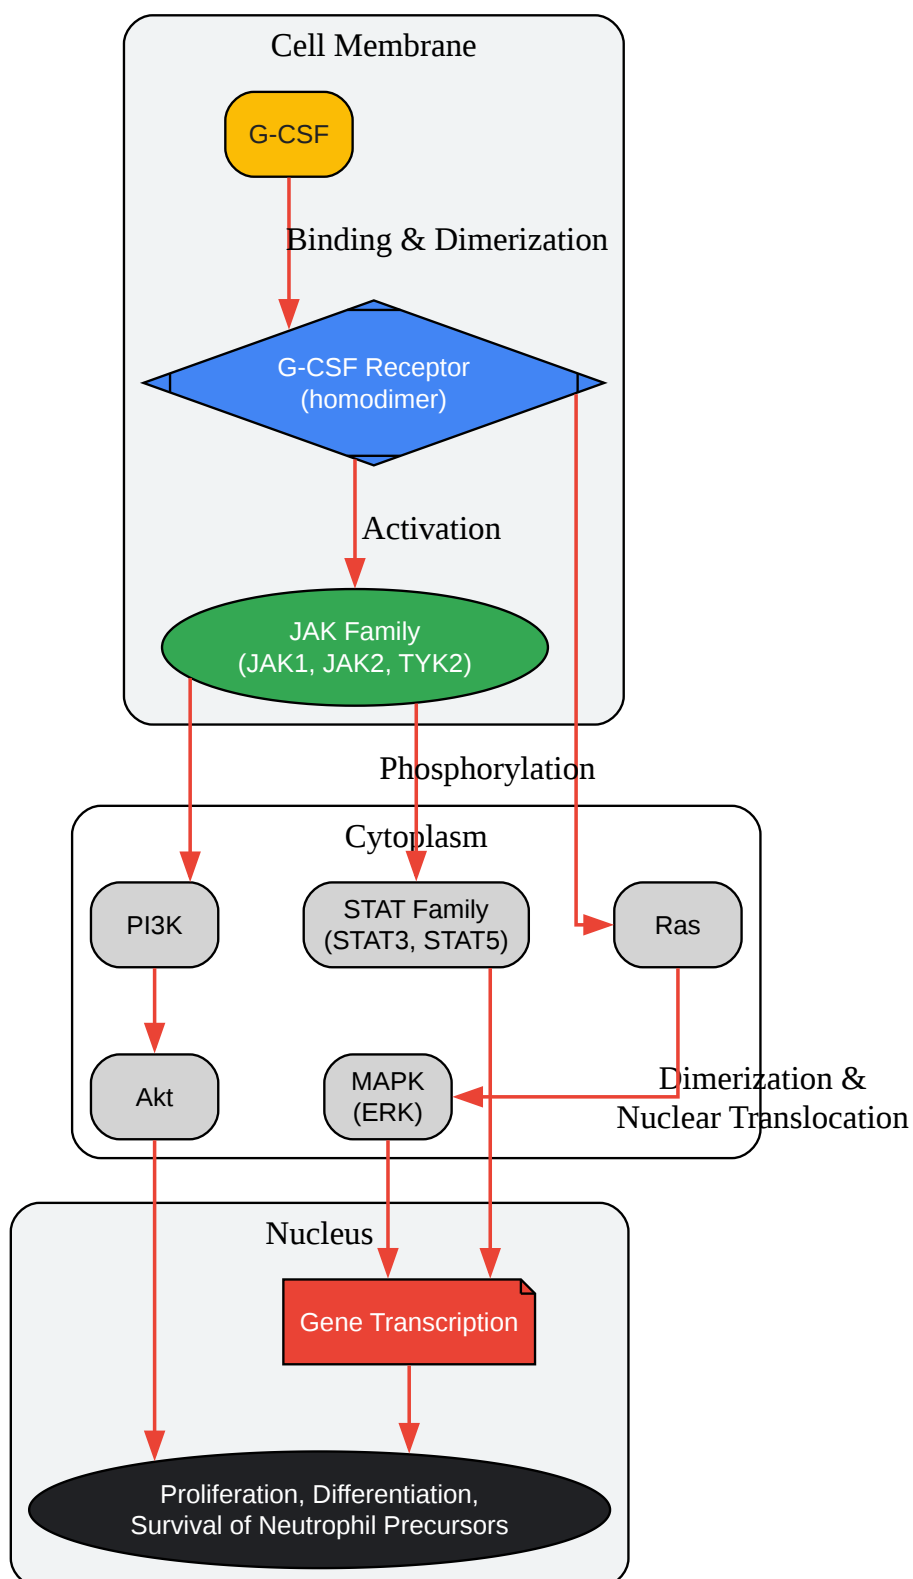 Cell Membrane
G-CSF
Binding & Dimerization
G-CSF Receptor
(homodimer)
Activation
JAK Family
(JAK1, JAK2, TYK2)
Phosphorylation
Cytoplasm
PI3K
STAT Family
(STAT3, STAT5)
Ras
Akt
MAPK
(ERK)
Dimerization &
Nuclear Translocation
Nucleus
Gene Transcription
Proliferation, Differentiation,
Survival of Neutrophil Precursors